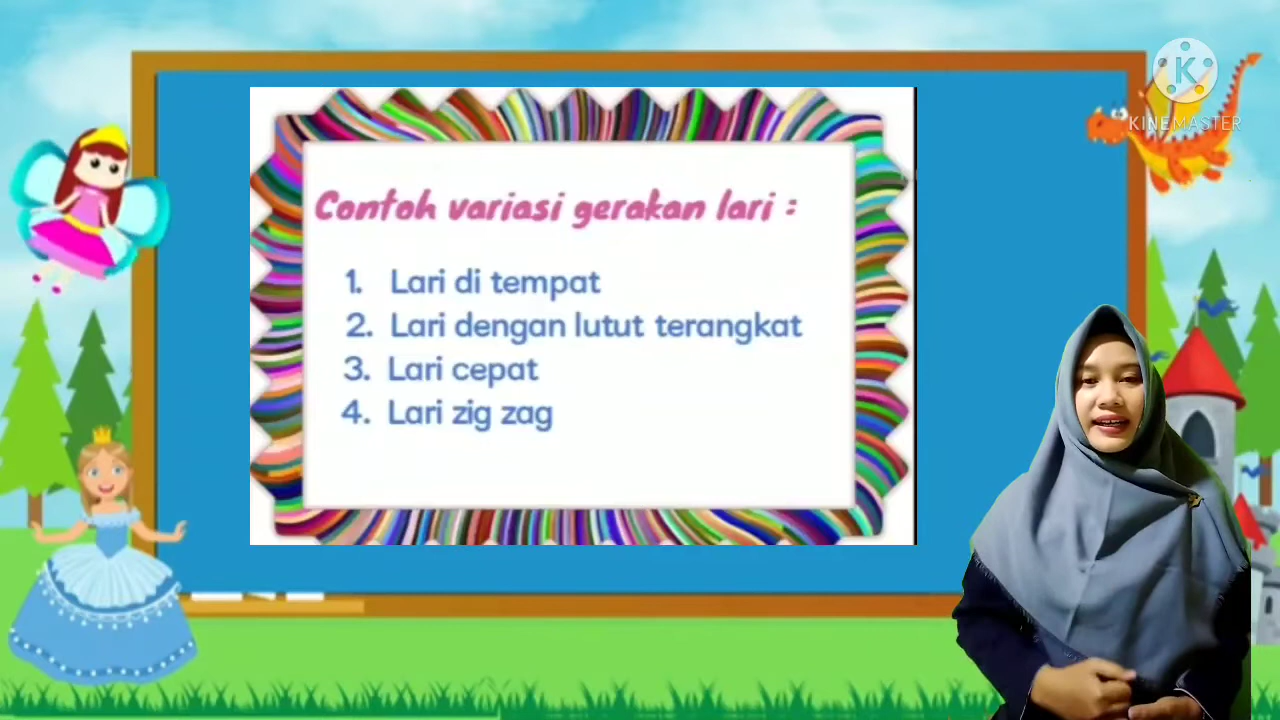 Contoh variasi gerakan lari :
1. Lari di tempat
2. Lari dengan lutut terangkat
3. Lari cepat
4. Lari zig zag
K
KINEMASTER